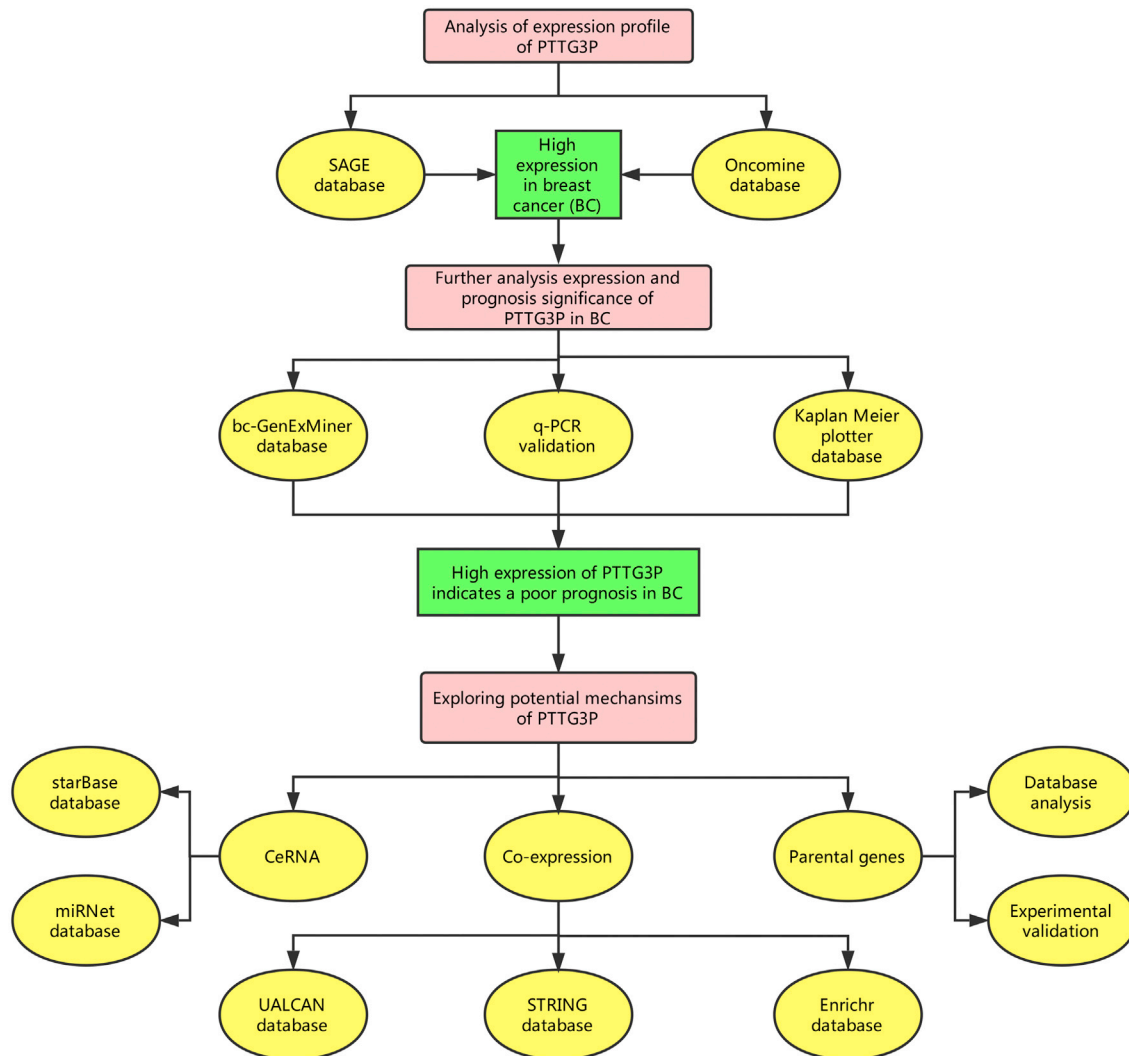 Analysis of expression profile
of PTTG3P
SAGE
database
High
expression
in breast
cancer (BC)
Oncomine
database
Further analysis expression and
prognosis significance of
PTTG3P in BC
bc-GenExMiner
database
q-PCR
validation
Kaplan Meier
plotter
database
High expression of PTTG3P
indicates a poor prognosis in BC
Exploring potential mechansims
of PTTG3P
starBase
database
miRNet
database
CeRNA
Co-expression
Parental genes
Database
analysis
Experimental
validation
UALCAN
database
STRING
database
Enrichr
database